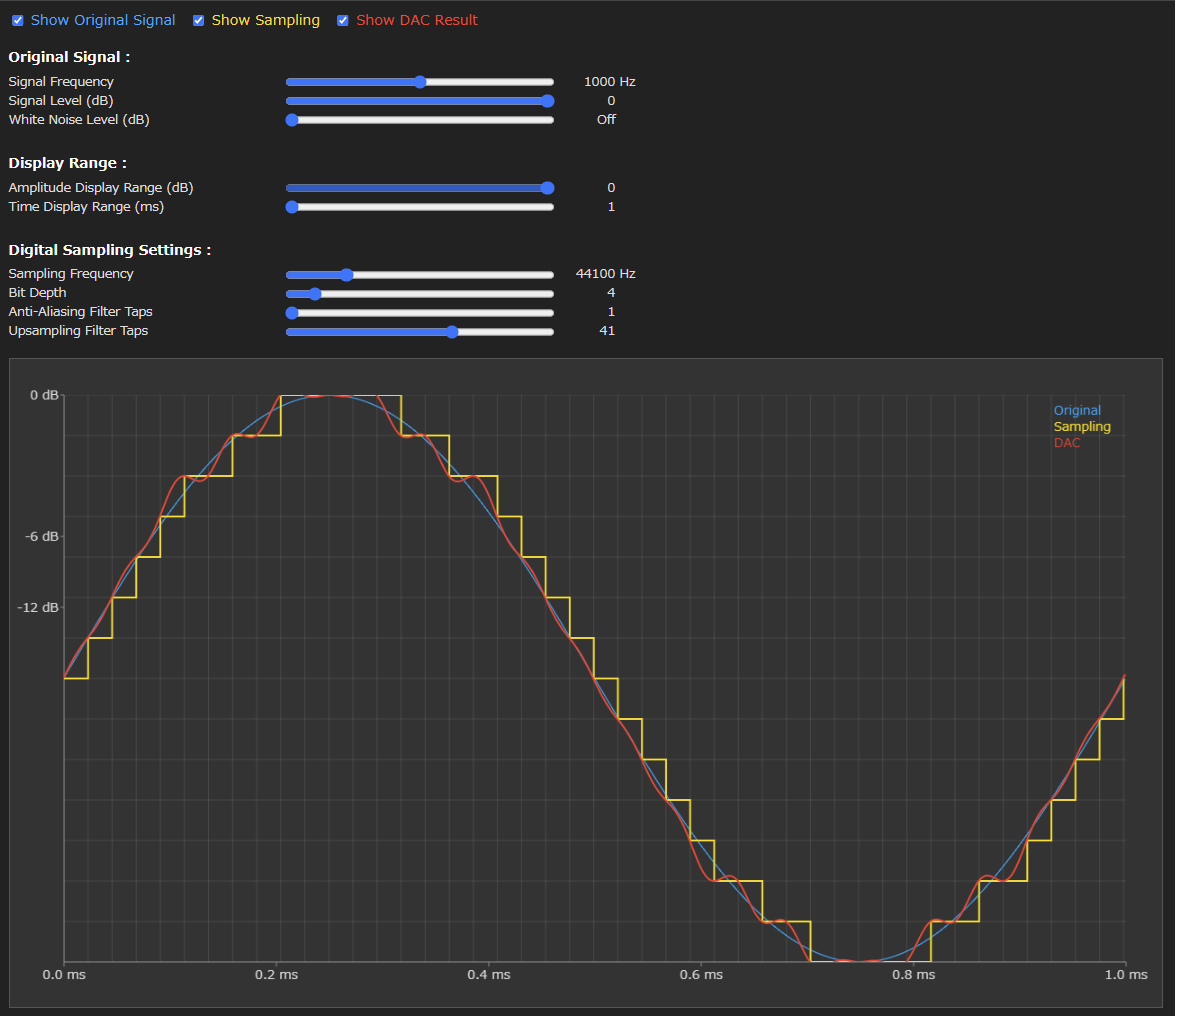 Show Original Signal Show Sampling Show DAC Result
Original Signal :
Signal Frequency 1000 Hz
Signal Level (dB) 0
White Noise Level (dB) Off
Display Range :
Amplitude Display Range (dB) 0
Time Display Range (ms) 1
Digital Sampling Settings :
Sampling Frequency 44100 Hz
Bit Depth 4
Anti-Aliasing Filter Taps 1
Upsampling Filter Taps 41
0 dB
Original
Sampling
DAC
-6 dB
-12 dB
0.0 ms 0.2 ms 0.4 ms 0.6 ms 0.8 ms 1.0 ms